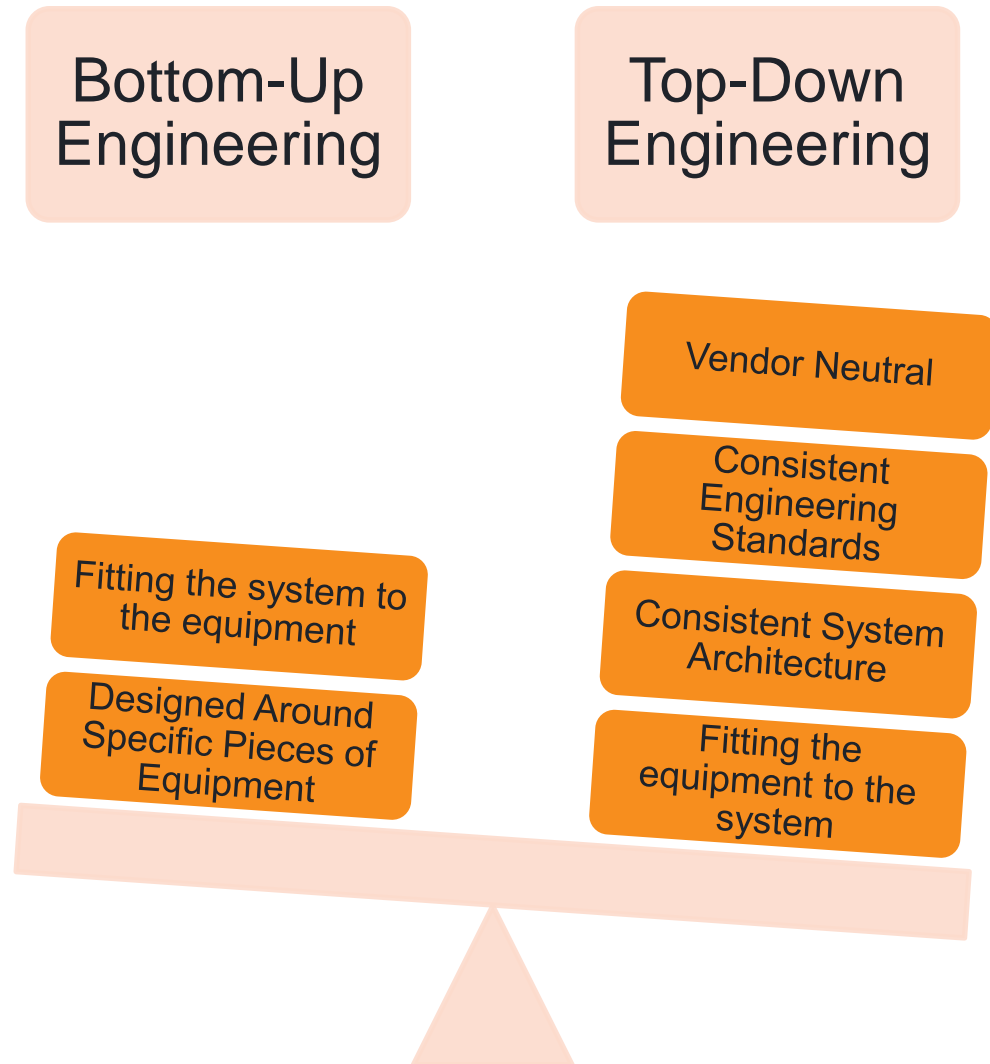 Bottom-Up
Engineering
Top-Down
Engineering
Fitting the system to
the equipment
Designed Around
Specific Pieces of
Equipment
Vendor Neutral
Consistent
Engineering
Standards
Consistent System
Architecture
Fitting the
equipment to the
system